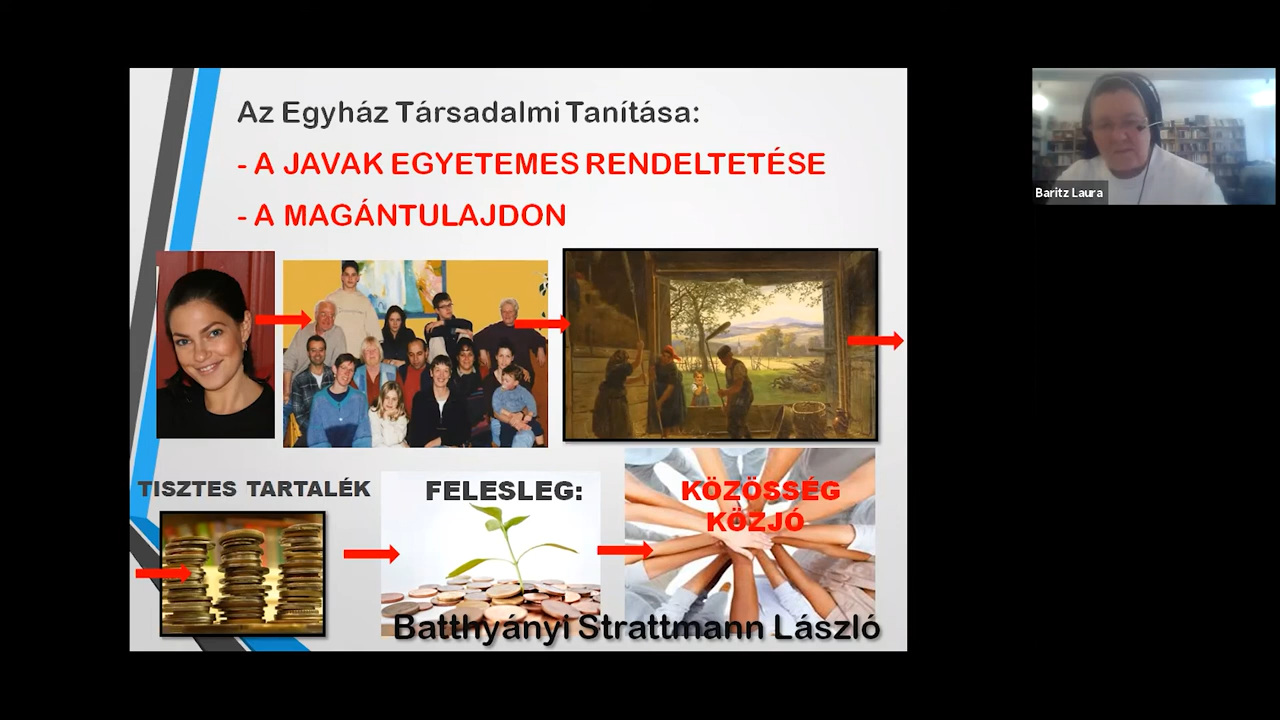 Az Egyház Társadalmi Tanítása:
- A JAVAK EGYETEMES RENDELTETÉSE
- A MAGÁNTULAJDON
TISZTES TARTALÉK
FELESLEG:
KÖZÖSSÉG
KÖZJÓ
Batthyányi Strattmann László
Baritz Laura